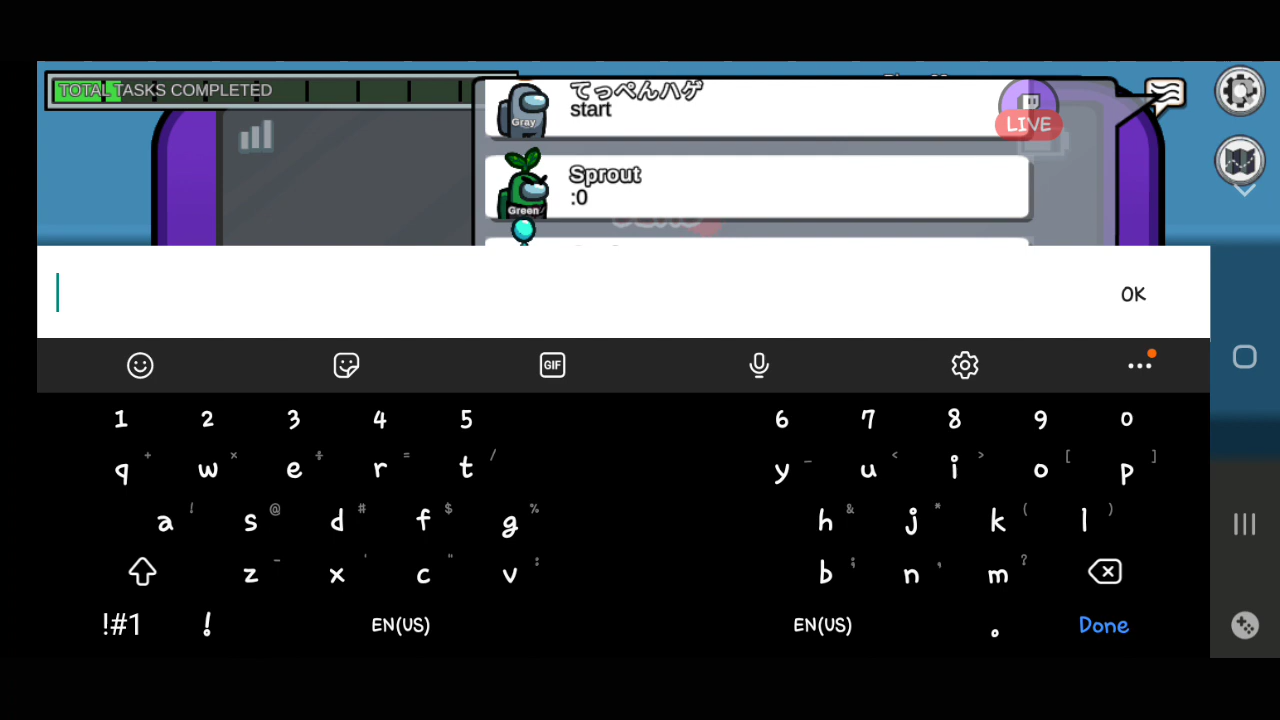 TOTAL TASKS COMPLETED
てっぺんハゲ
start
Gray
LIVE
Sprout
:0
Green
OK
GIF
1 2 3 4 5 6 7 8 9 0
q + w × e ÷ r = t / y _ u < i > o [ p ]
a ! s @ d # f $ g % h & j * k ( l )
z - x ' c " v : b ; n , m ?
!#1 ! EN(US) EN(US) . Done